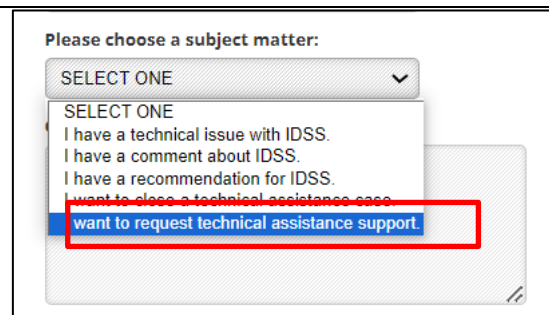 Please choose a subject matter:
SELECT ONE
SELECT ONE
I have a technical issue with IDSS.
I have a comment about IDSS.
I have a recommendation for IDSS.
I want to close a technical assistance case.
I want to request technical assistance support.